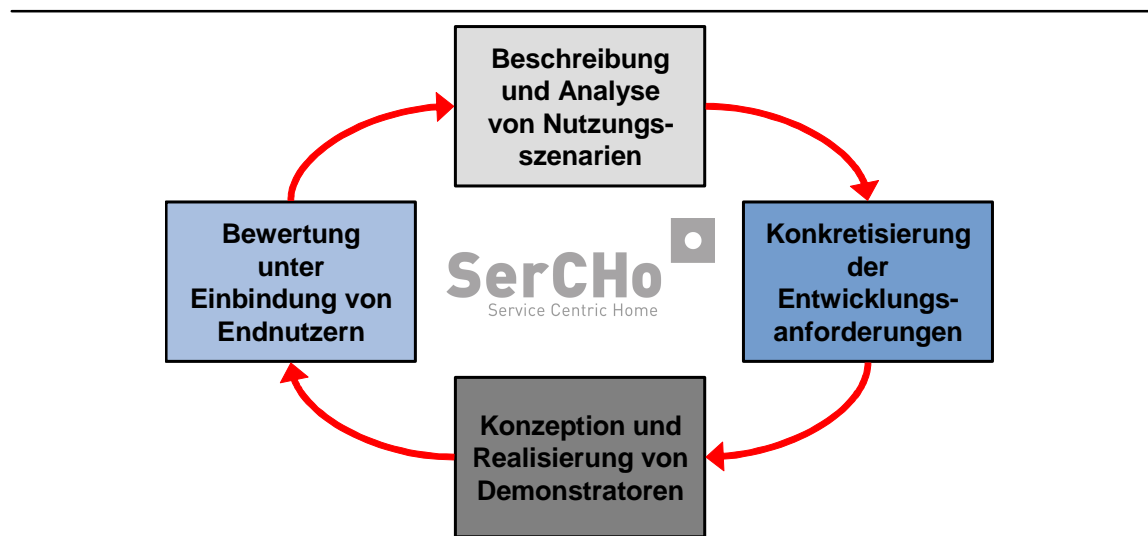 Beschreibung
und Analyse
von Nutzungs-
szenarien
Bewertung
unter
Einbindung von
Endnutzern
SerCHo
Service Centric Home
Konkretisierung
der
Entwicklungs-
anforderungen
Konzeption und
Realisierung von
Demonstratoren